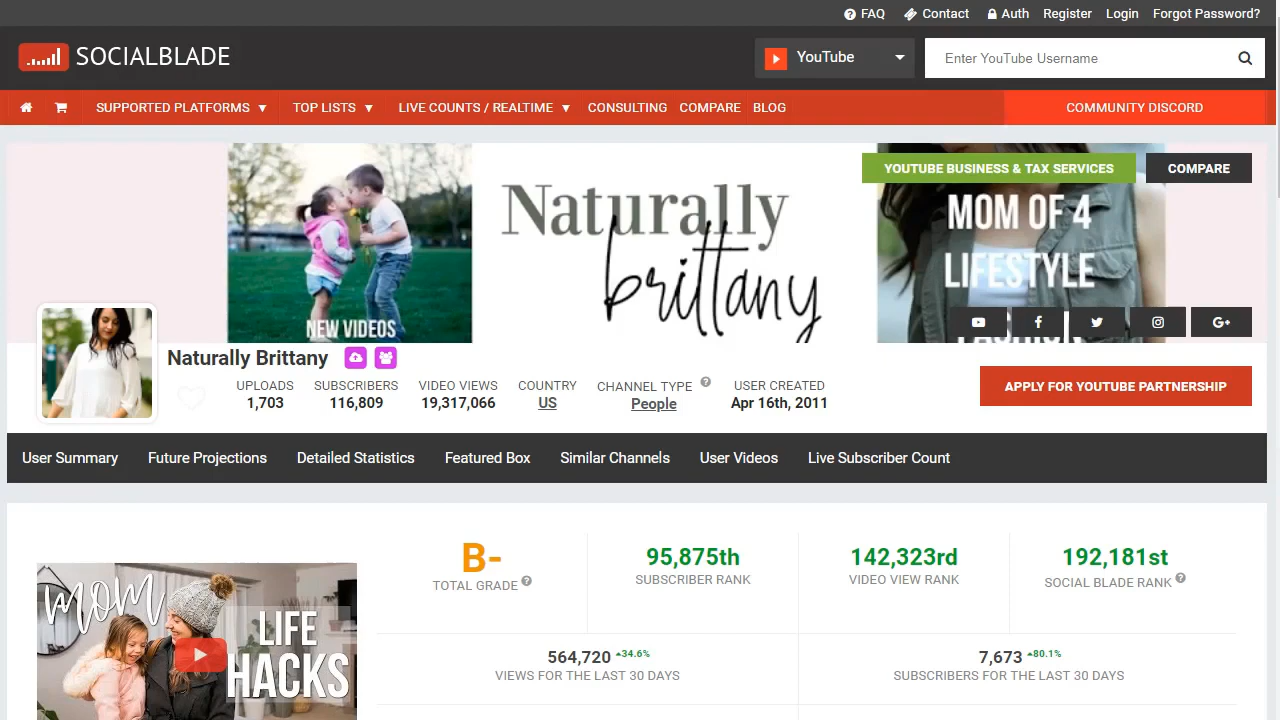 FAQ Contact Auth Register Login Forgot Password?
SOCIALBLADE
YouTube
Enter YouTube Username
SUPPORTED PLATFORMS ▼ TOP LISTS ▼ LIVE COUNTS / REALTIME ▼ CONSULTING COMPARE BLOG COMMUNITY DISCORD
YOUTUBE BUSINESS & TAX SERVICES COMPARE
Naturally
brittany
NEW VIDEOS
MOM OF 4
LIFESTYLE
FASHION
Naturally Brittany
UPLOADS SUBSCRIBERS VIDEO VIEWS COUNTRY CHANNEL TYPE USER CREATED
1,703 116,809 19,317,066 US People Apr 16th, 2011
APPLY FOR YOUTUBE PARTNERSHIP
User Summary Future Projections Detailed Statistics Featured Box Similar Channels User Videos Live Subscriber Count
B- 95,875th 142,323rd 192,181st
TOTAL GRADE SUBSCRIBER RANK VIDEO VIEW RANK SOCIAL BLADE RANK
mom
LIFE
HACKS
564,720 34.6% 7,673 80.1%
VIEWS FOR THE LAST 30 DAYS SUBSCRIBERS FOR THE LAST 30 DAYS